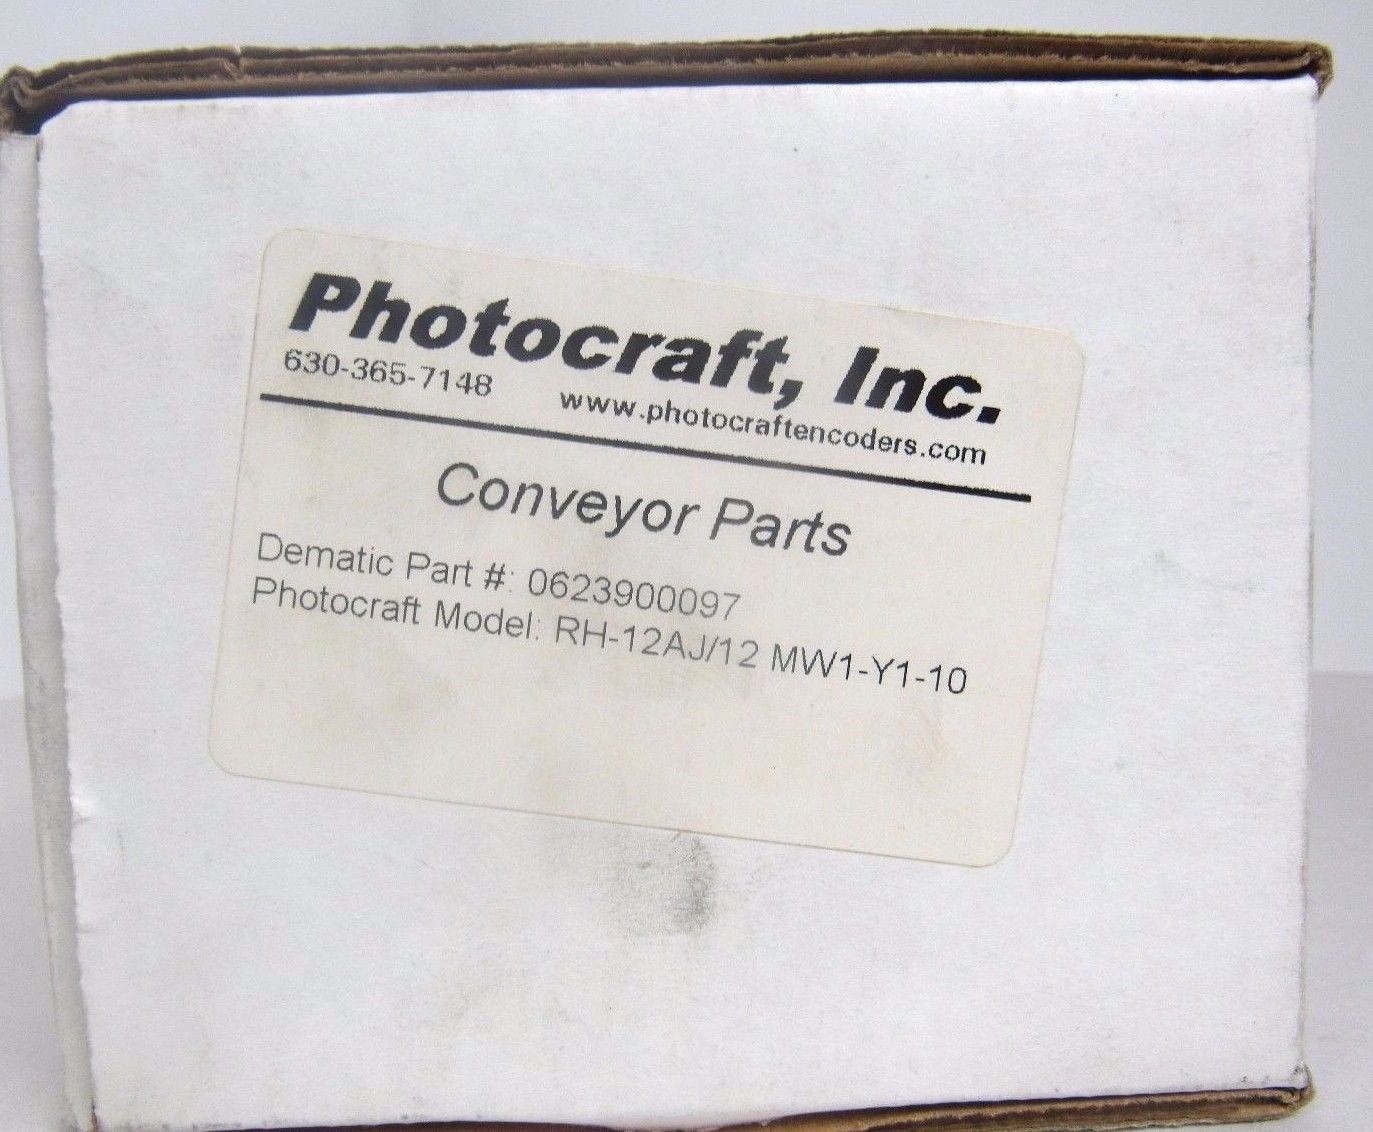 Photocraft, Inc.
630-365-7148 www.photocraftencoders.com
Conveyor Parts
Dematic Part #: 0623900097
Photocraft Model: RH-12AJ/12 MW1-Y1-10